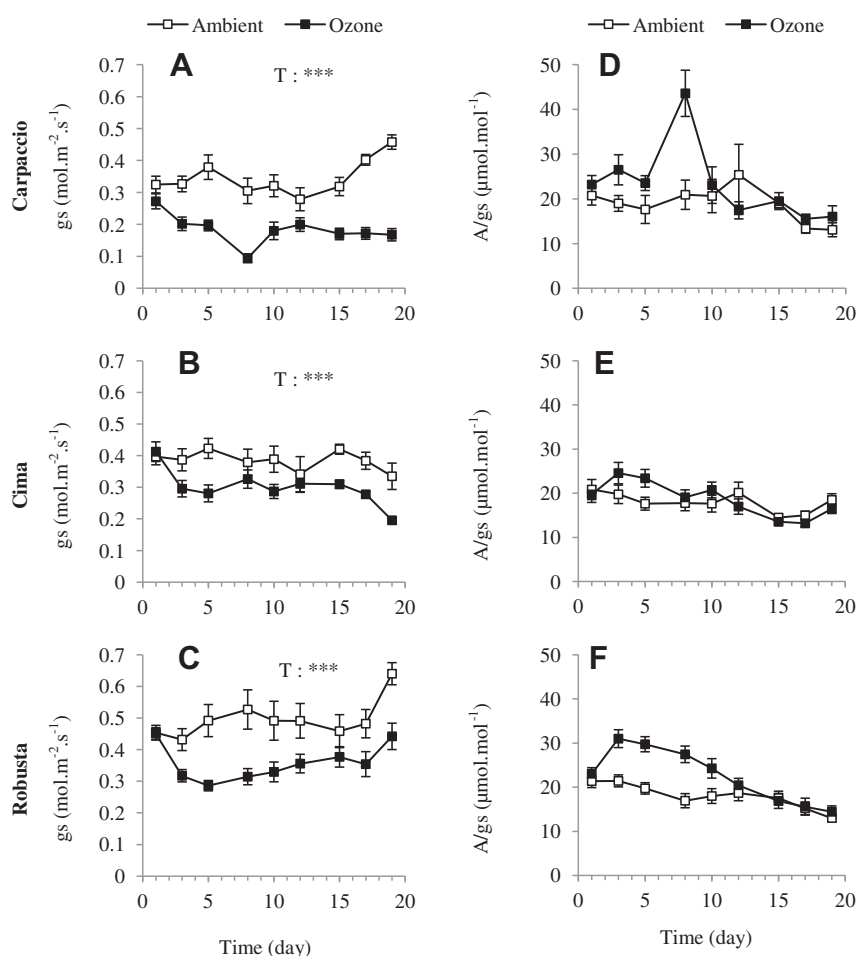 Ambient Ozone Ambient Ozone
A T : *** D
Carpaccio
gs (mol.m-2.s-1)
0.7
0.6
0.5
0.4
0.3
0.2
0.1
0
0 5 10 15 20
A/gs (µmol.mol-1)
50
40
30
20
10
0
0 5 10 15 20
B T : *** E
Cima
gs (mol.m-2.s-1)
0.7
0.6
0.5
0.4
0.3
0.2
0.1
0
0 5 10 15 20
A/gs (µmol.mol-1)
50
40
30
20
10
0
0 5 10 15 20
C T : *** F
Robusta
gs (mol.m-2.s-1)
0.7
0.6
0.5
0.4
0.3
0.2
0.1
0
0 5 10 15 20
A/gs (µmol.mol-1)
50
40
30
20
10
0
0 5 10 15 20
Time (day) Time (day)